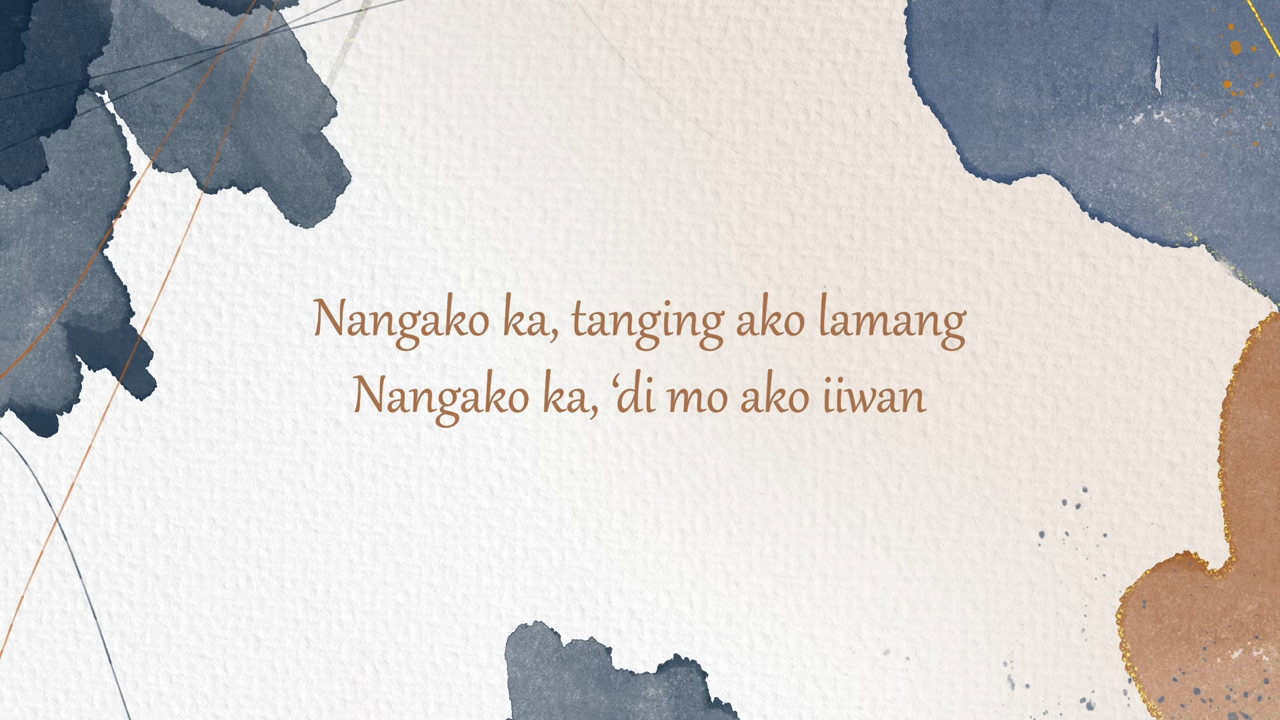 Nangako ka, tanging ako lamang
Nangako ka, ‘di mo ako iiwan